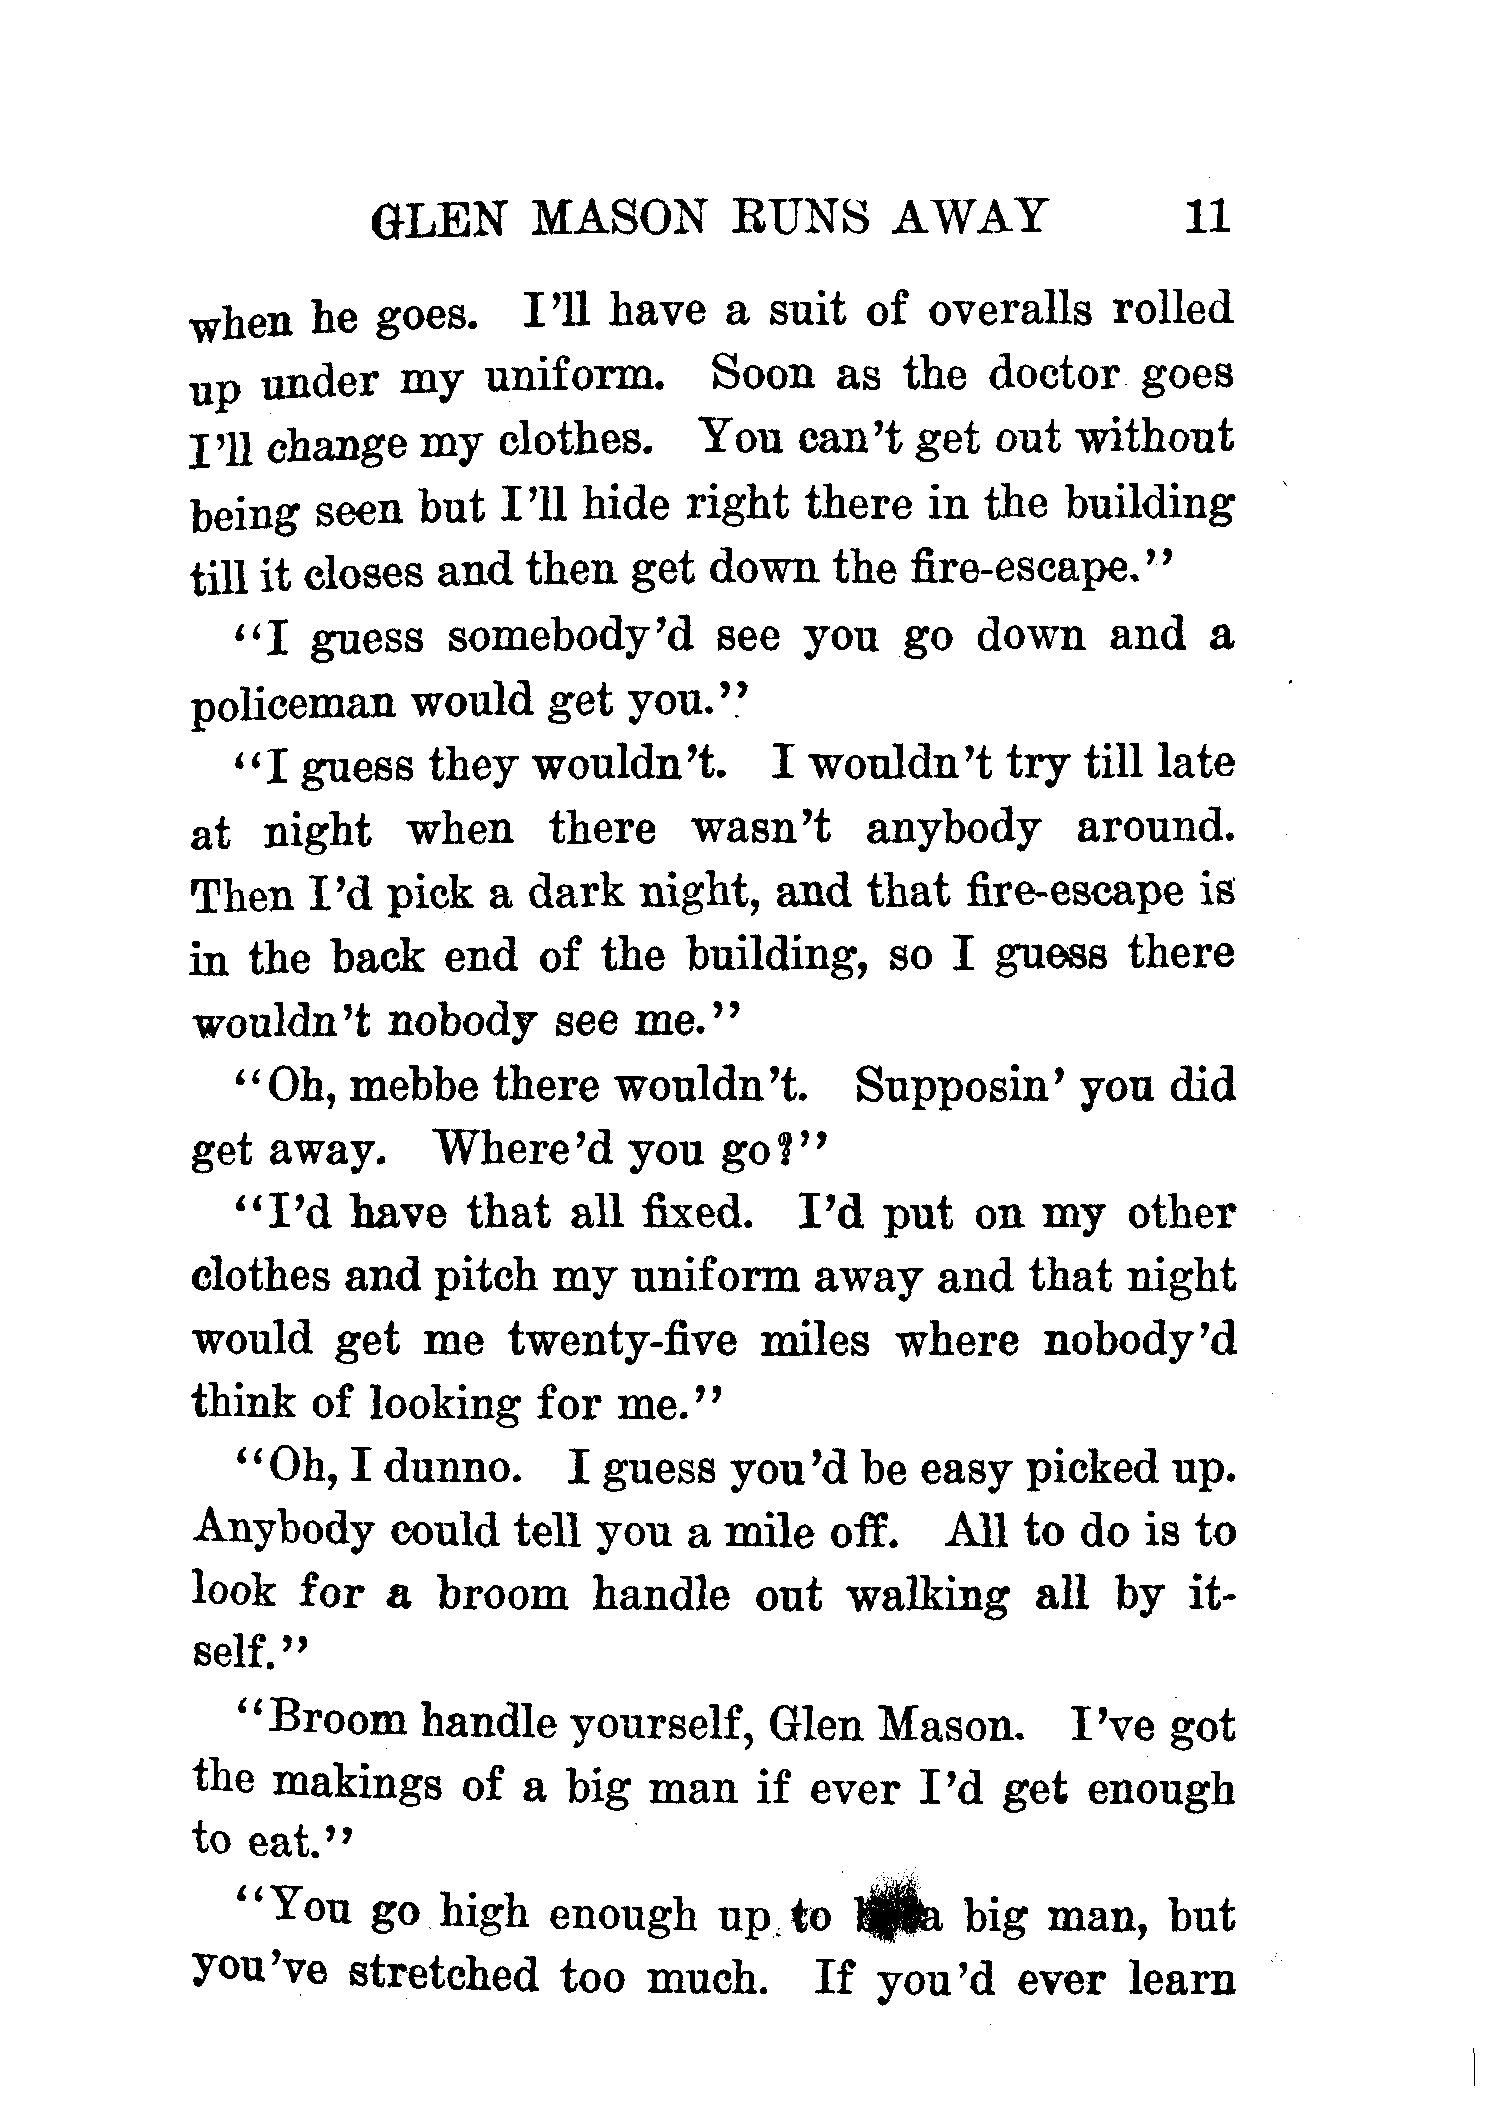 GLEN MASON RUNS AWAY 11
when he goes. I'll have a suit of overalls rolled
up under my uniform. Soon as the doctor goes
I'll change my clothes. You can't get out without
being seen but I'll hide right there in the building
till it closes and then get down the fire-escape."
"I guess somebody'd see you go down and a
policeman would get you."
"I guess they wouldn't. I wouldn't try till late
at night when there wasn't anybody around.
Then I'd pick a dark night, and that fire-escape is
in the back end of the building, so I guess there
wouldn't nobody see me."
"Oh, mebbe there wouldn't. Supposin' you did
get away. Where'd you go?"
"I'd have that all fixed. I'd put on my other
clothes and pitch my uniform away and that night
would get me twenty-five miles where nobody'd
think of looking for me."
"Oh, I dunno. I guess you'd be easy picked up.
Anybody could tell you a mile off. All to do is to
look for a broom handle out walking all by it-
self."
"Broom handle yourself, Glen Mason. I've got
the makings of a big man if ever I'd get enough
to eat."
"You go high enough up to a big man, but
you've stretched too much. If you'd ever learn